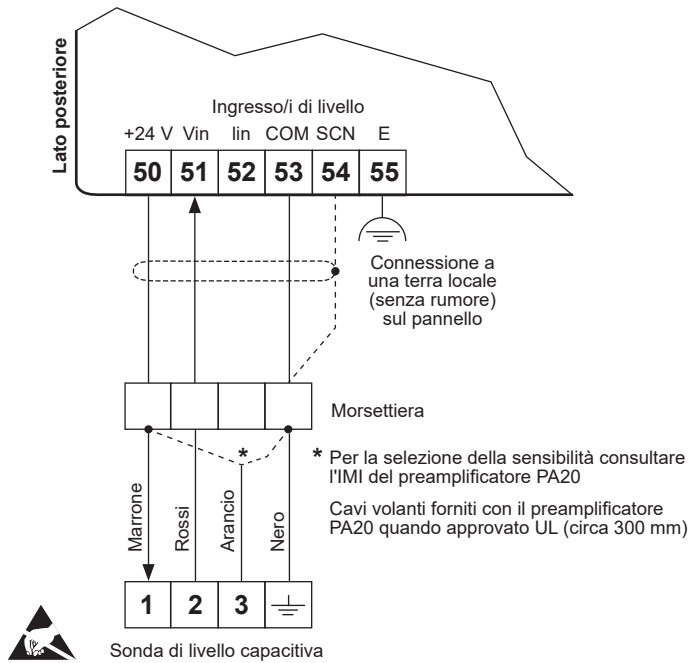 Lato posteriore
Ingresso/i di livello
+24 V Vin Iin COM SCN E
50 51 52 53 54 55
Connessione a
una terra locale
(senza rumore)
sul pannello
Morsettiera
*
* Per la selezione della sensibilità consultare
l'IMI del preamplificatore PA20
Cavi volanti forniti con il preamplificatore
PA20 quando approvato UL (circa 300 mm)
Marrone
Rossi
Arancio
Nero
1 2 3
Sonda di livello capacitiva